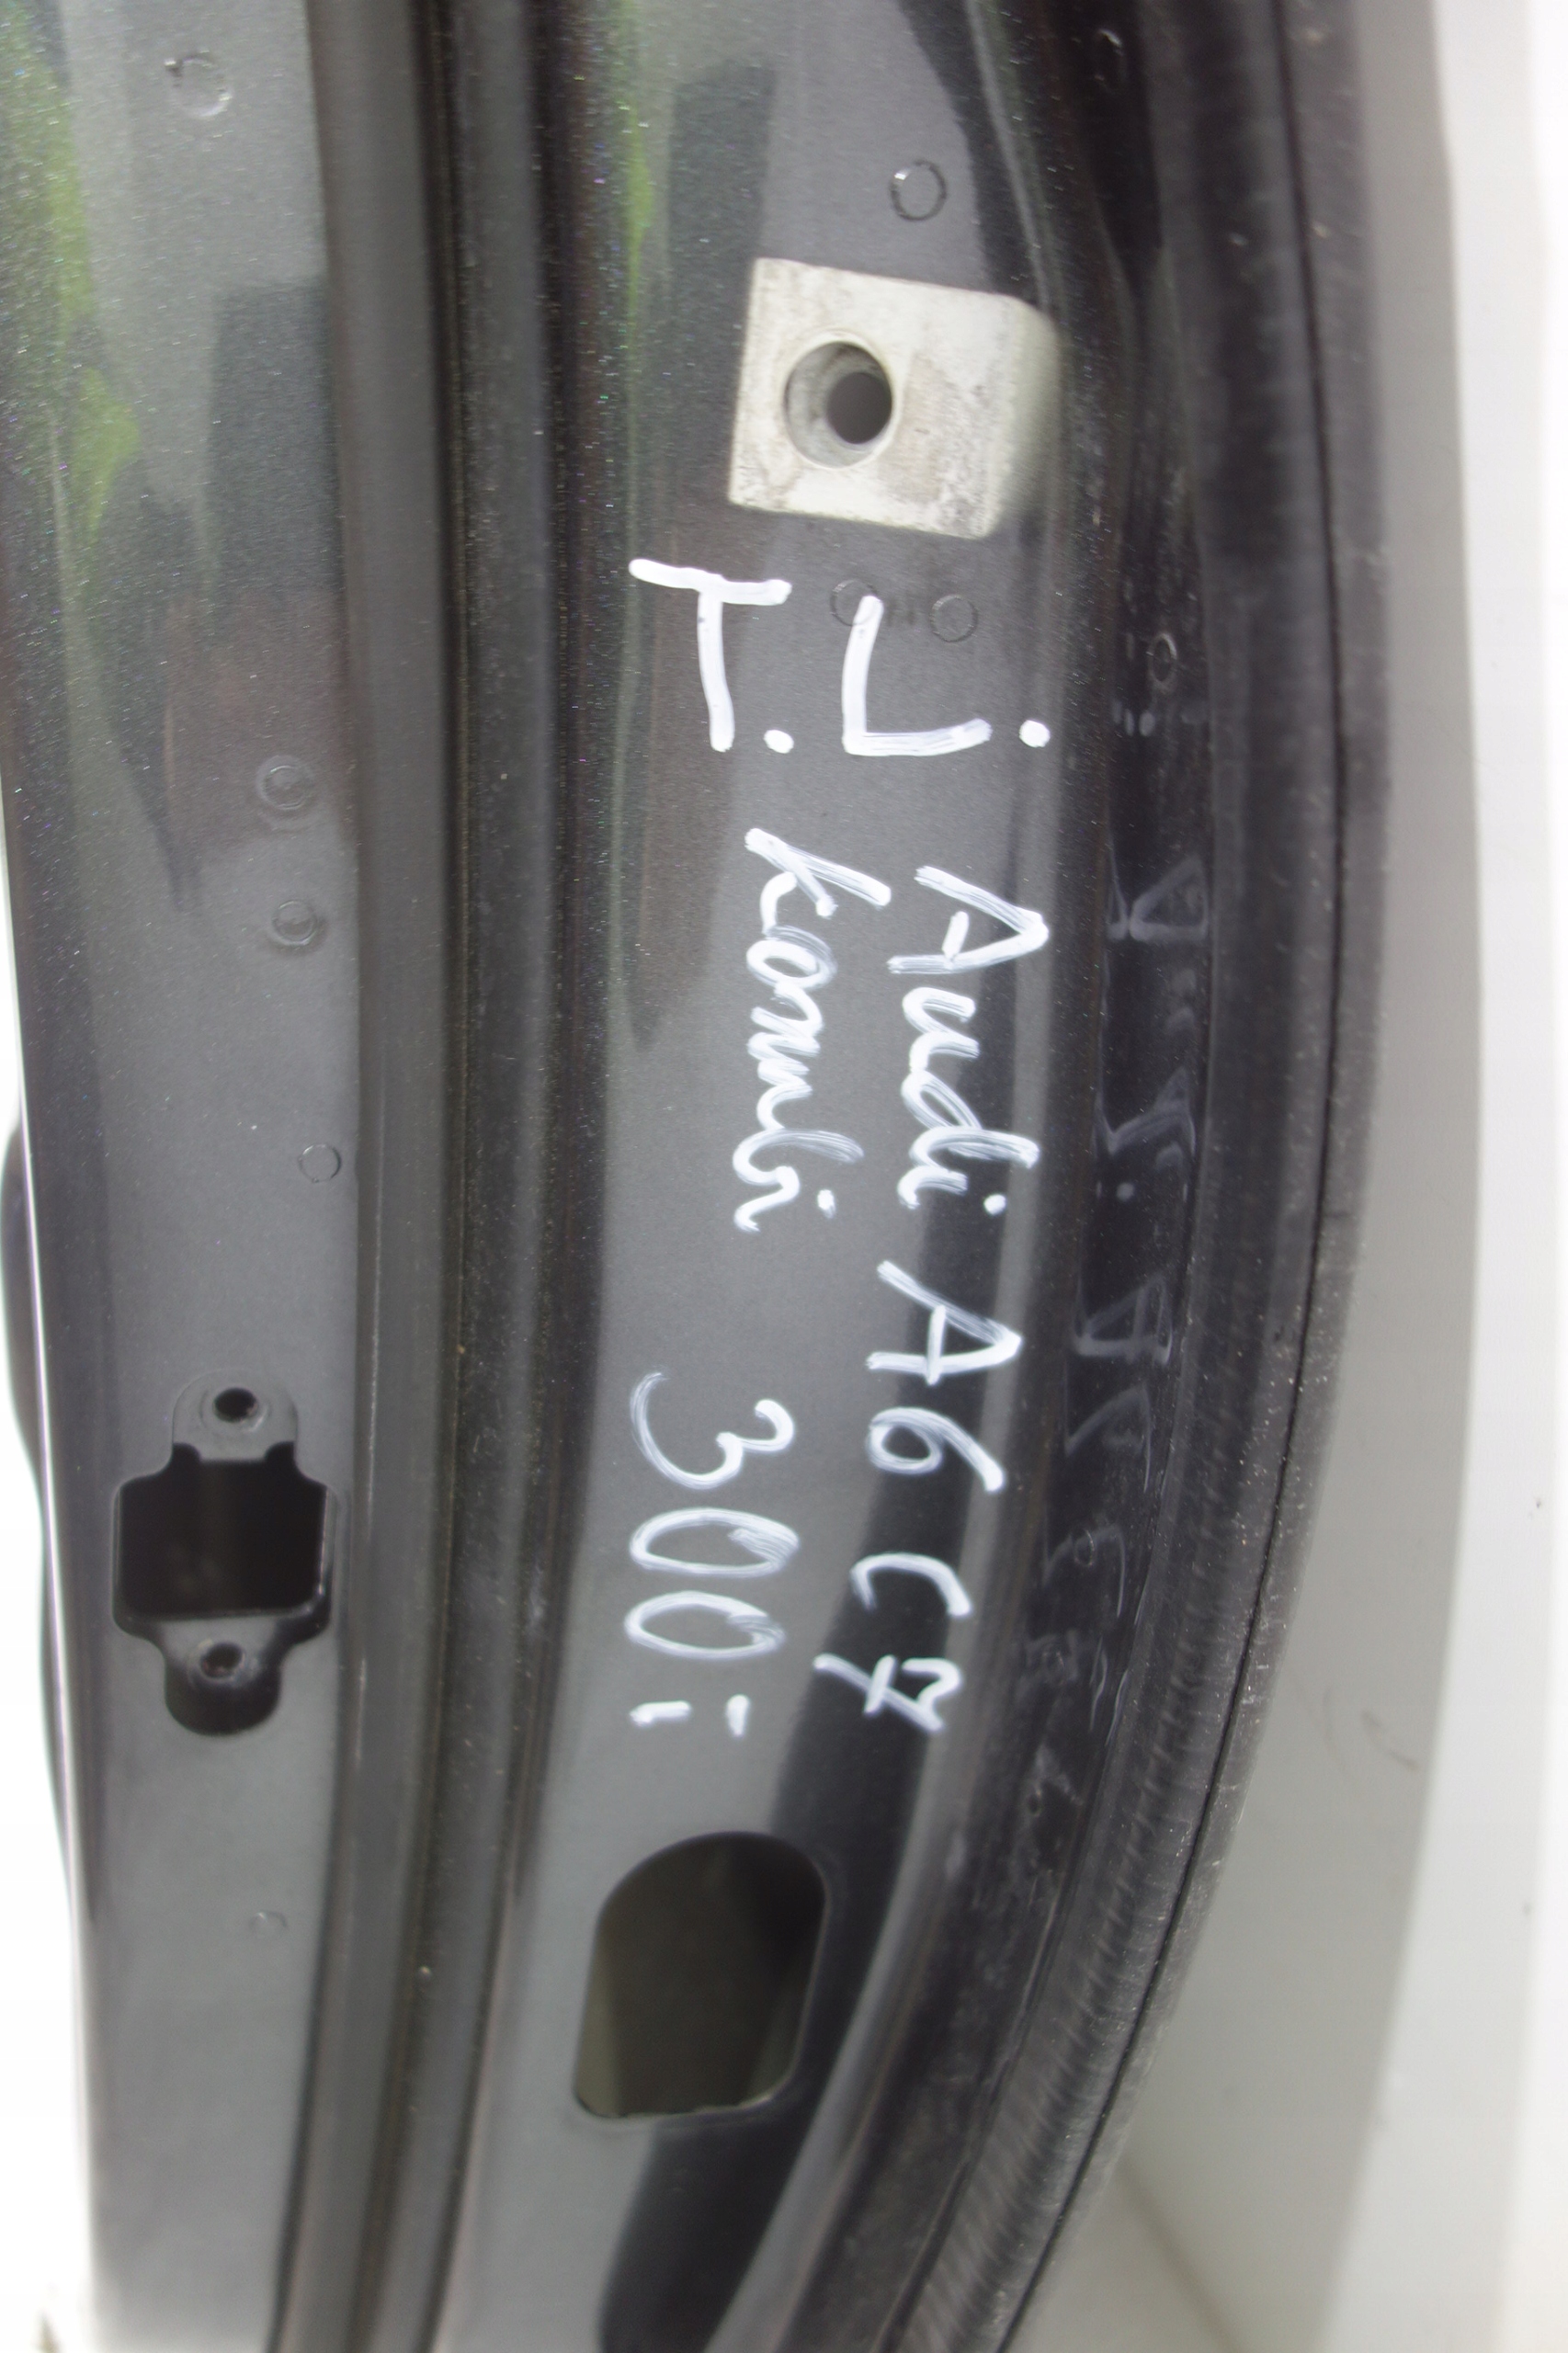 T. L.
Audi A6 C7
kombi 300:-